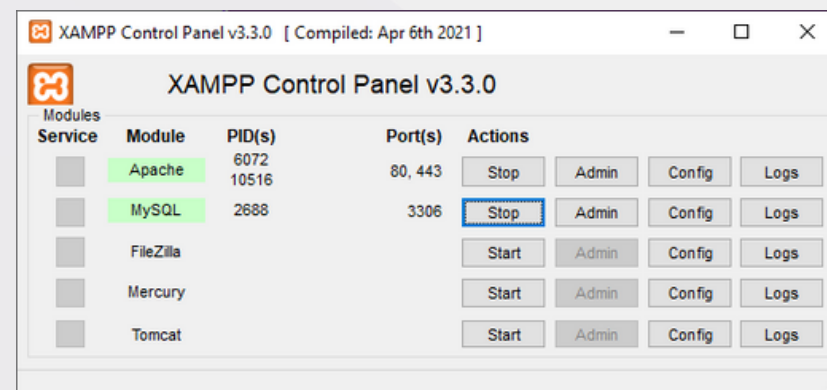 XAMPP Control Panel v3.3.0 [ Compiled: Apr 6th 2021 ]
XAMPP Control Panel v3.3.0
Modules
Service Module PID(s) Port(s) Actions
Apache 6072 10516 80, 443 Stop Admin Config Logs
MySQL 2688 3306 Stop Admin Config Logs
FileZilla Start Admin Config Logs
Mercury Start Admin Config Logs
Tomcat Start Admin Config Logs